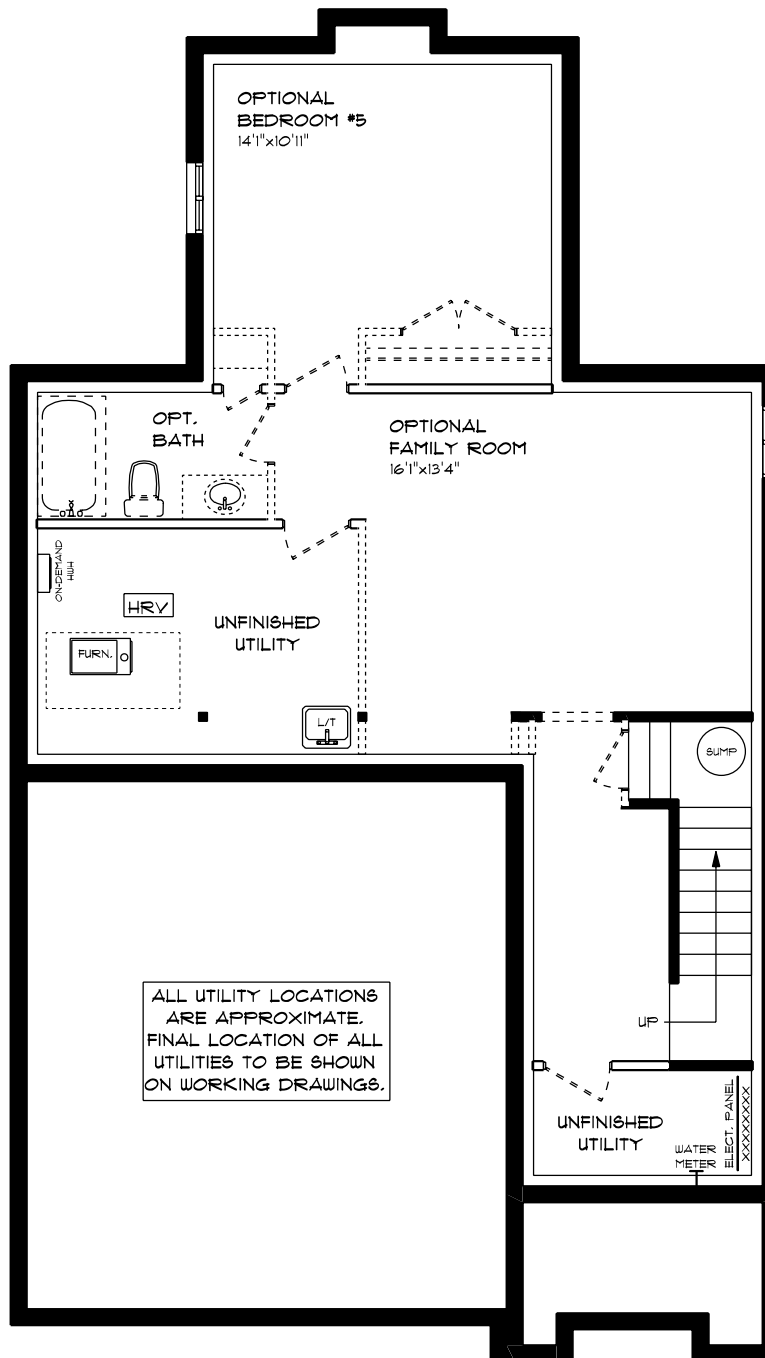 OPTIONAL
BEDROOM #5
14'1"x10'11"
OPT.
BATH
OPTIONAL
FAMILY ROOM
16'1"x13'4"
ON-DEMAND
HWH
HRV
UNFINISHED
UTILITY
FURN.
L/T
SUMP
ALL UTILITY LOCATIONS
ARE APPROXIMATE.
FINAL LOCATION OF ALL
UTILITIES TO BE SHOWN
ON WORKING DRAWINGS.
UP
UNFINISHED
UTILITY
WATER
METER
ELECT. PANEL
XXXXXXXXX